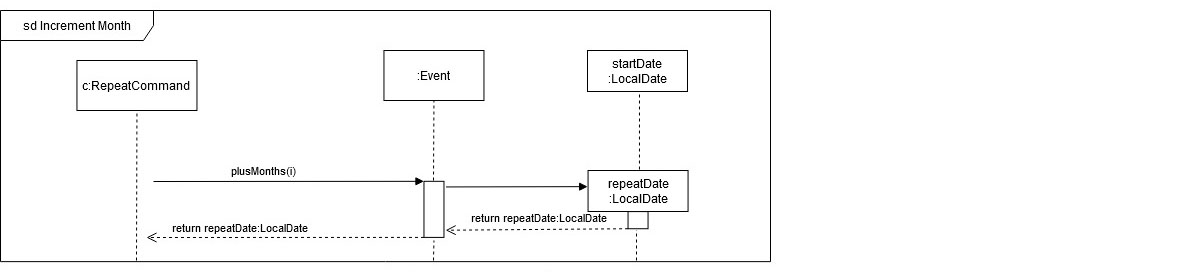 sd Increment Month
c:RepeatCommand
:Event
startDate
:LocalDate
plusMonths(i)
repeatDate
:LocalDate
return repeatDate:LocalDate
return repeatDate:LocalDate